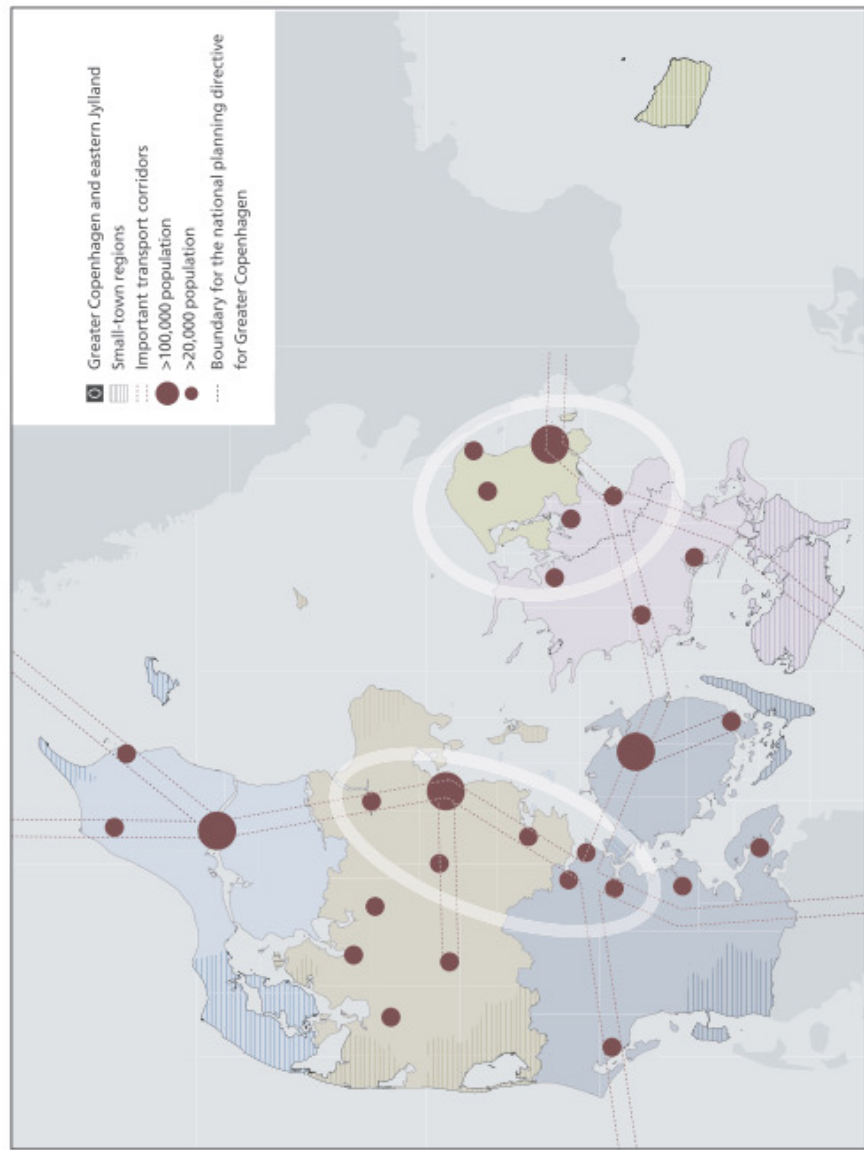 Greater Copenhagen and eastern Jylland
Small-town regions
Important transport corridors
>100,000 population
>20,000 population
Boundary for the national planning directive
for Greater Copenhagen